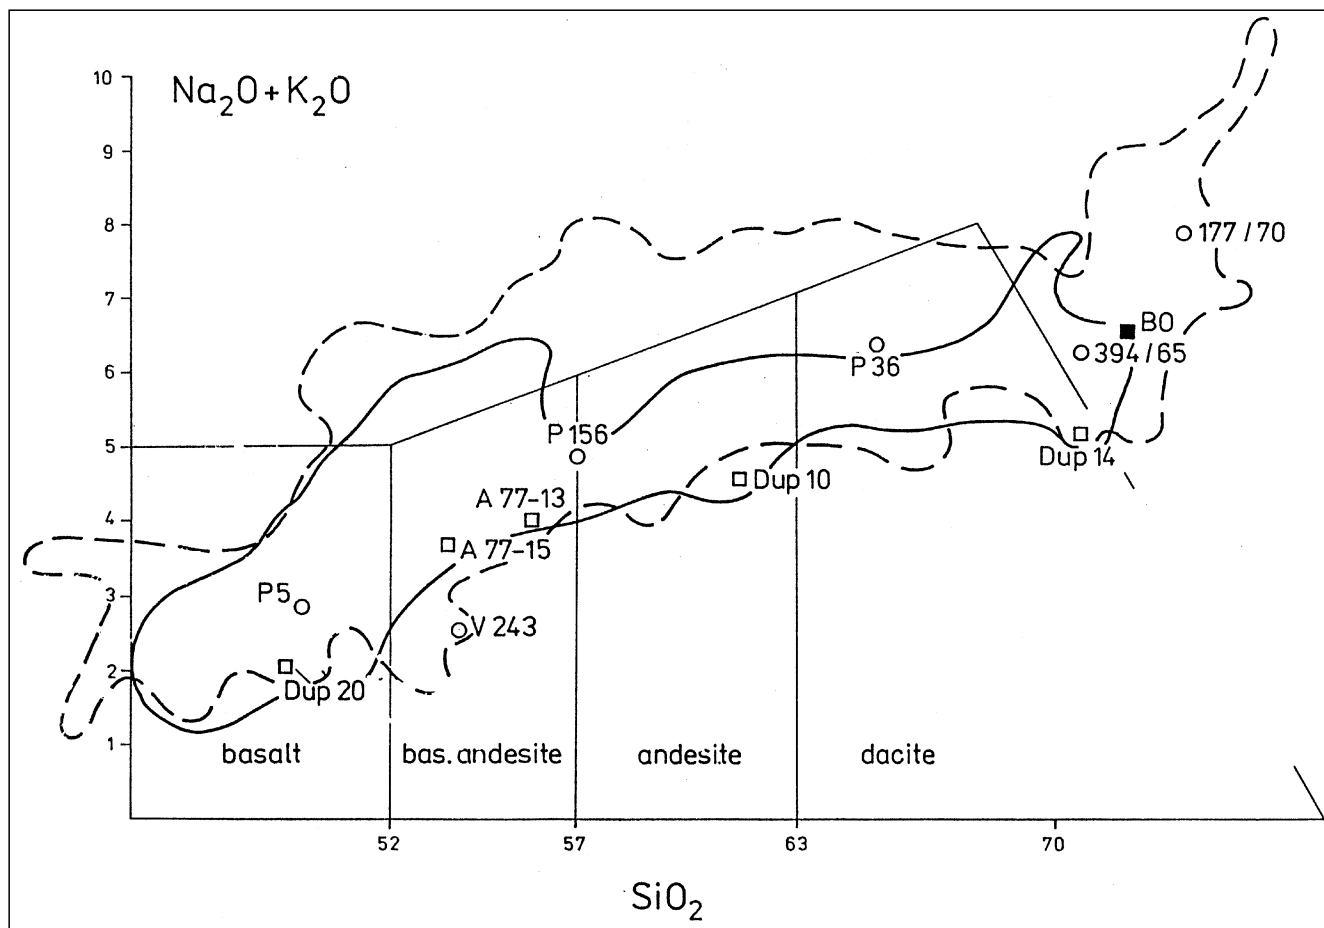 Na₂O+K₂O
10
9
8
7
6
5
4
3
2
1
177/70
BO
394/65
P 36
P 156
Dup 14
Dup 10
A 77-13
A 77-15
P5
V 243
Dup 20
basalt
bas. andesite
andesite
dacite
52
57
63
70
SiO₂